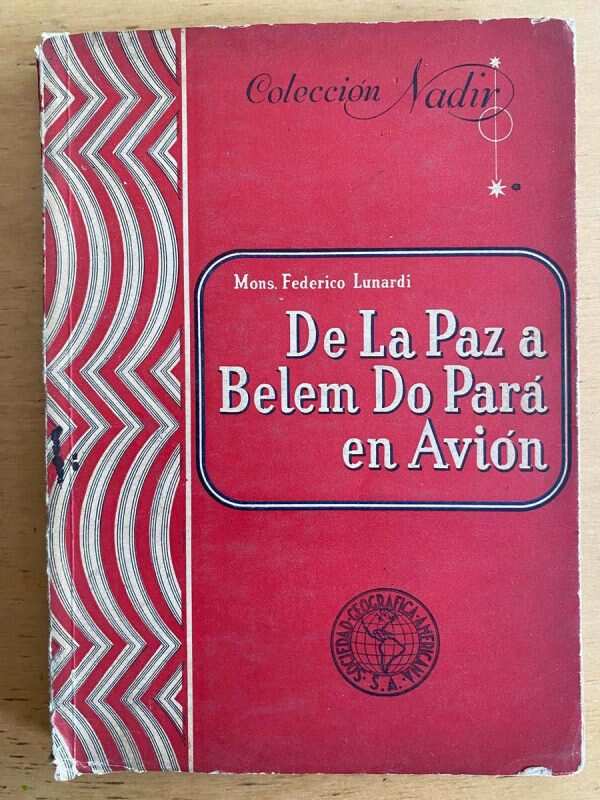 Colección Nadir
Mons. Federico Lunardi
De La Paz a
Belem Do Pará
en Avión
SOCIEDAD·GEOGRAFICA·AMERICANA·
S.A.